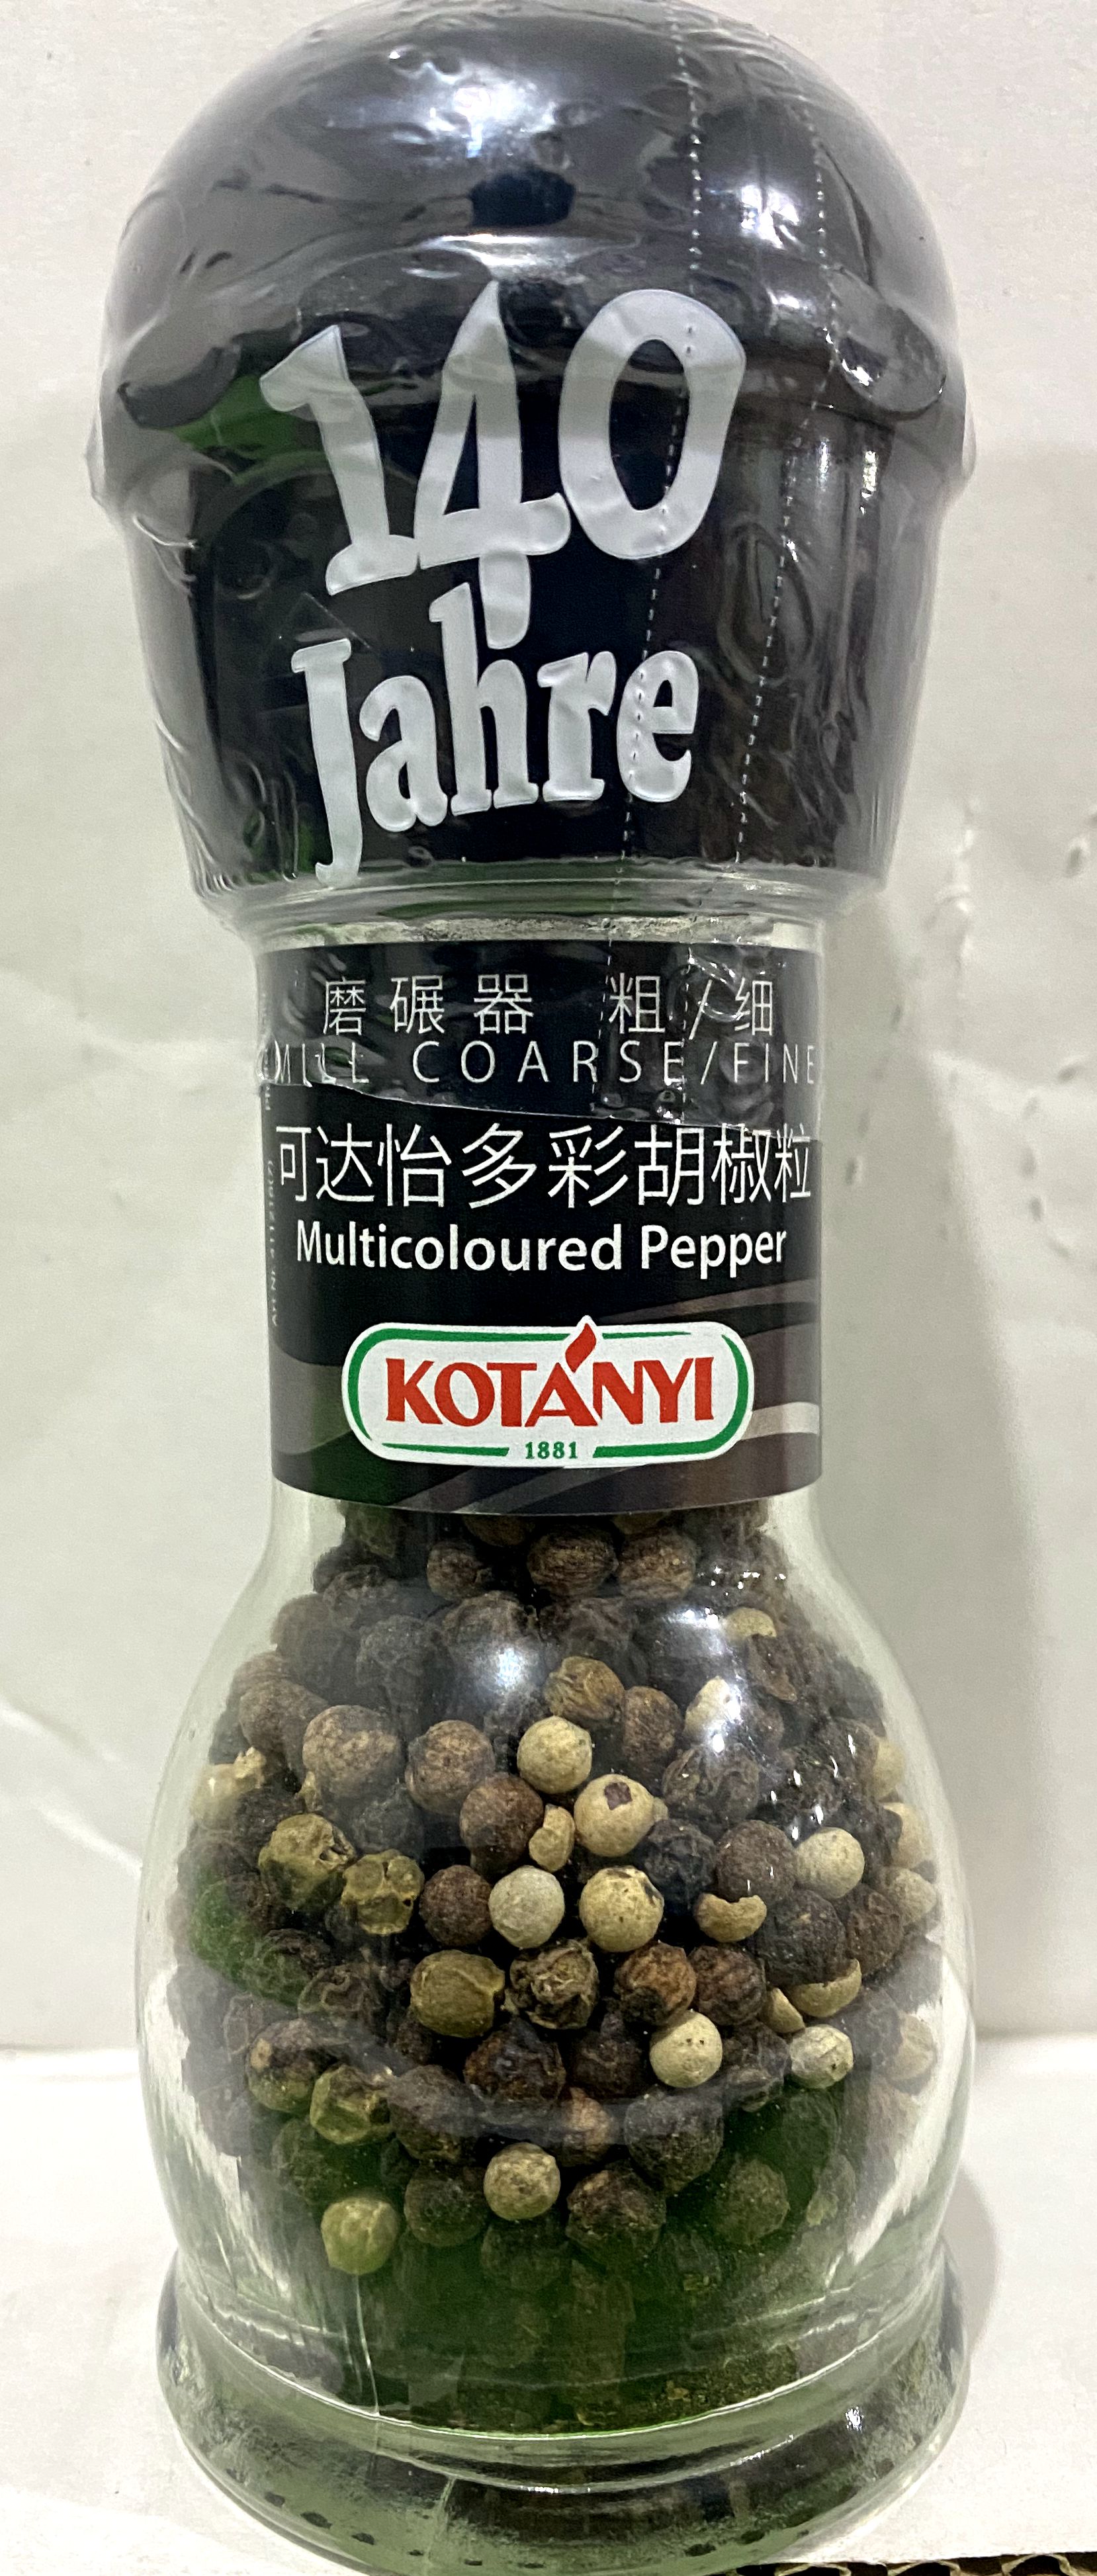 140
Jahre
磨碾器 粗/细
MILL COARSE/FINE
可达怡多彩胡椒粒
Multicoloured Pepper
KOTÁNYI
1881